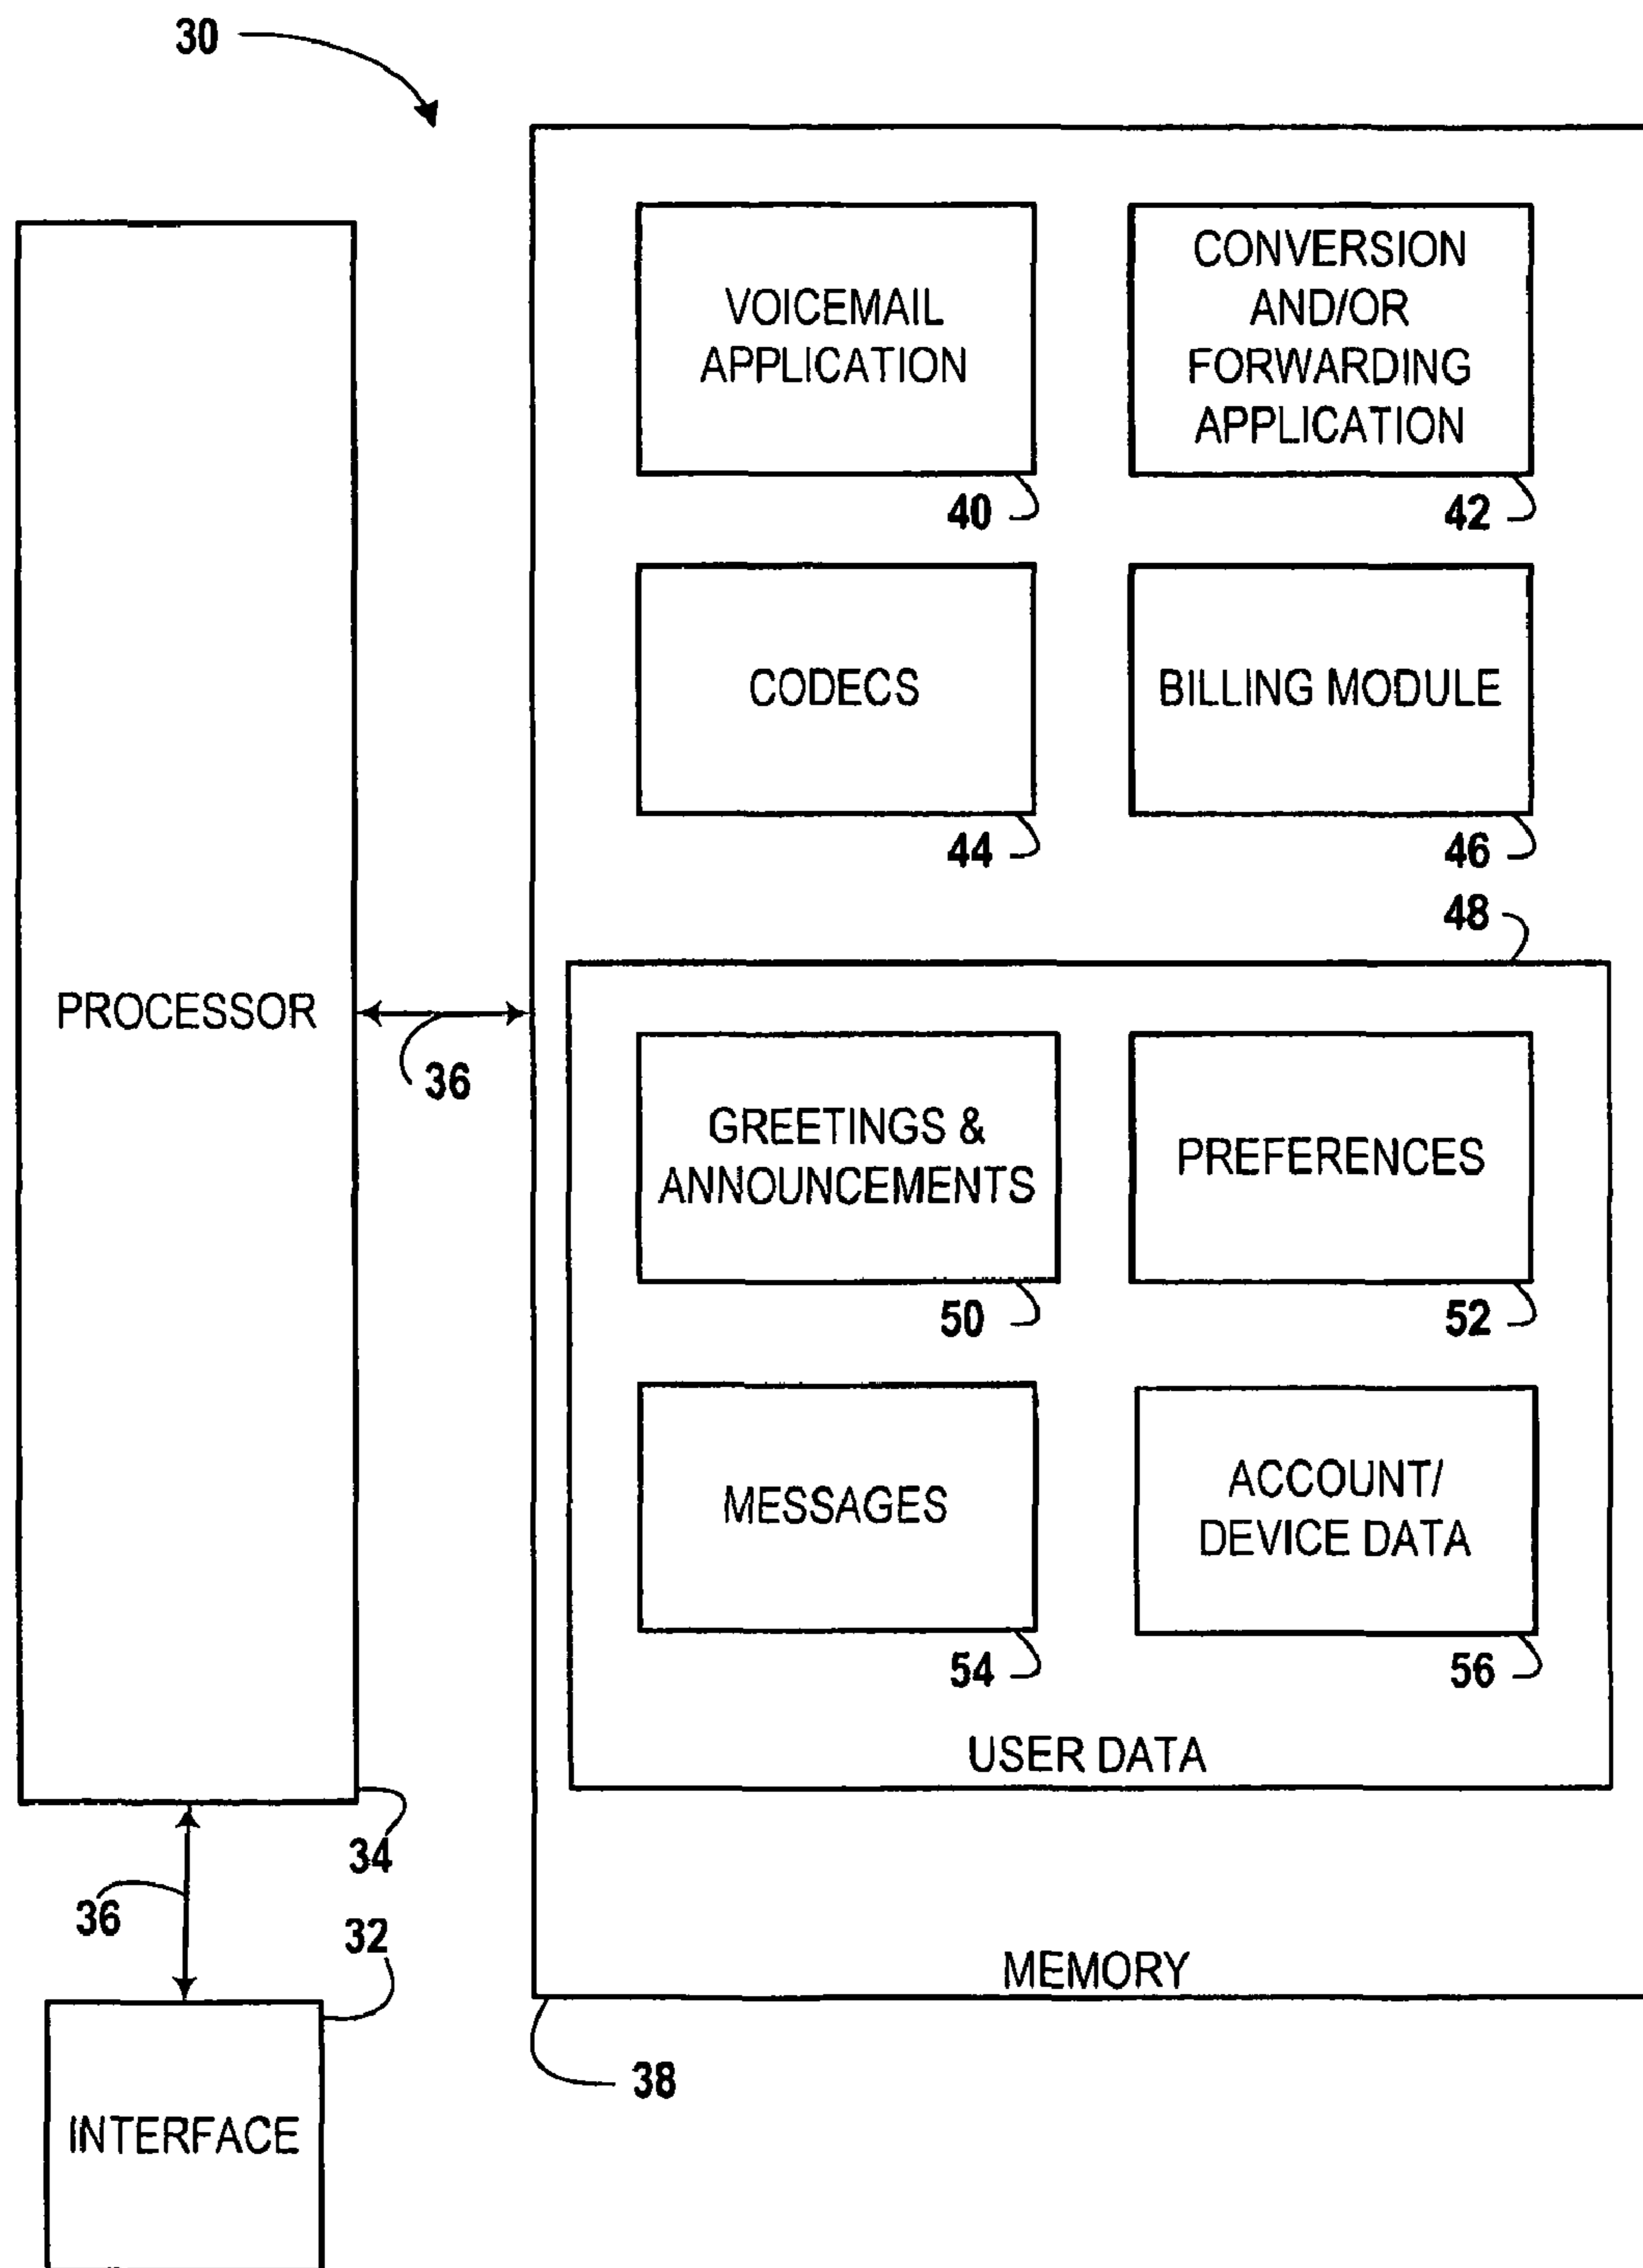 30
VOICEMAIL
APPLICATION
40
CONVERSION
AND/OR
FORWARDING
APPLICATION
42
CODECS
44
BILLING MODULE
46
48
PROCESSOR
36
GREETINGS &
ANNOUNCEMENTS
50
PREFERENCES
52
MESSAGES
54
ACCOUNT/
DEVICE DATA
56
USER DATA
34
36
32
MEMORY
38
INTERFACE